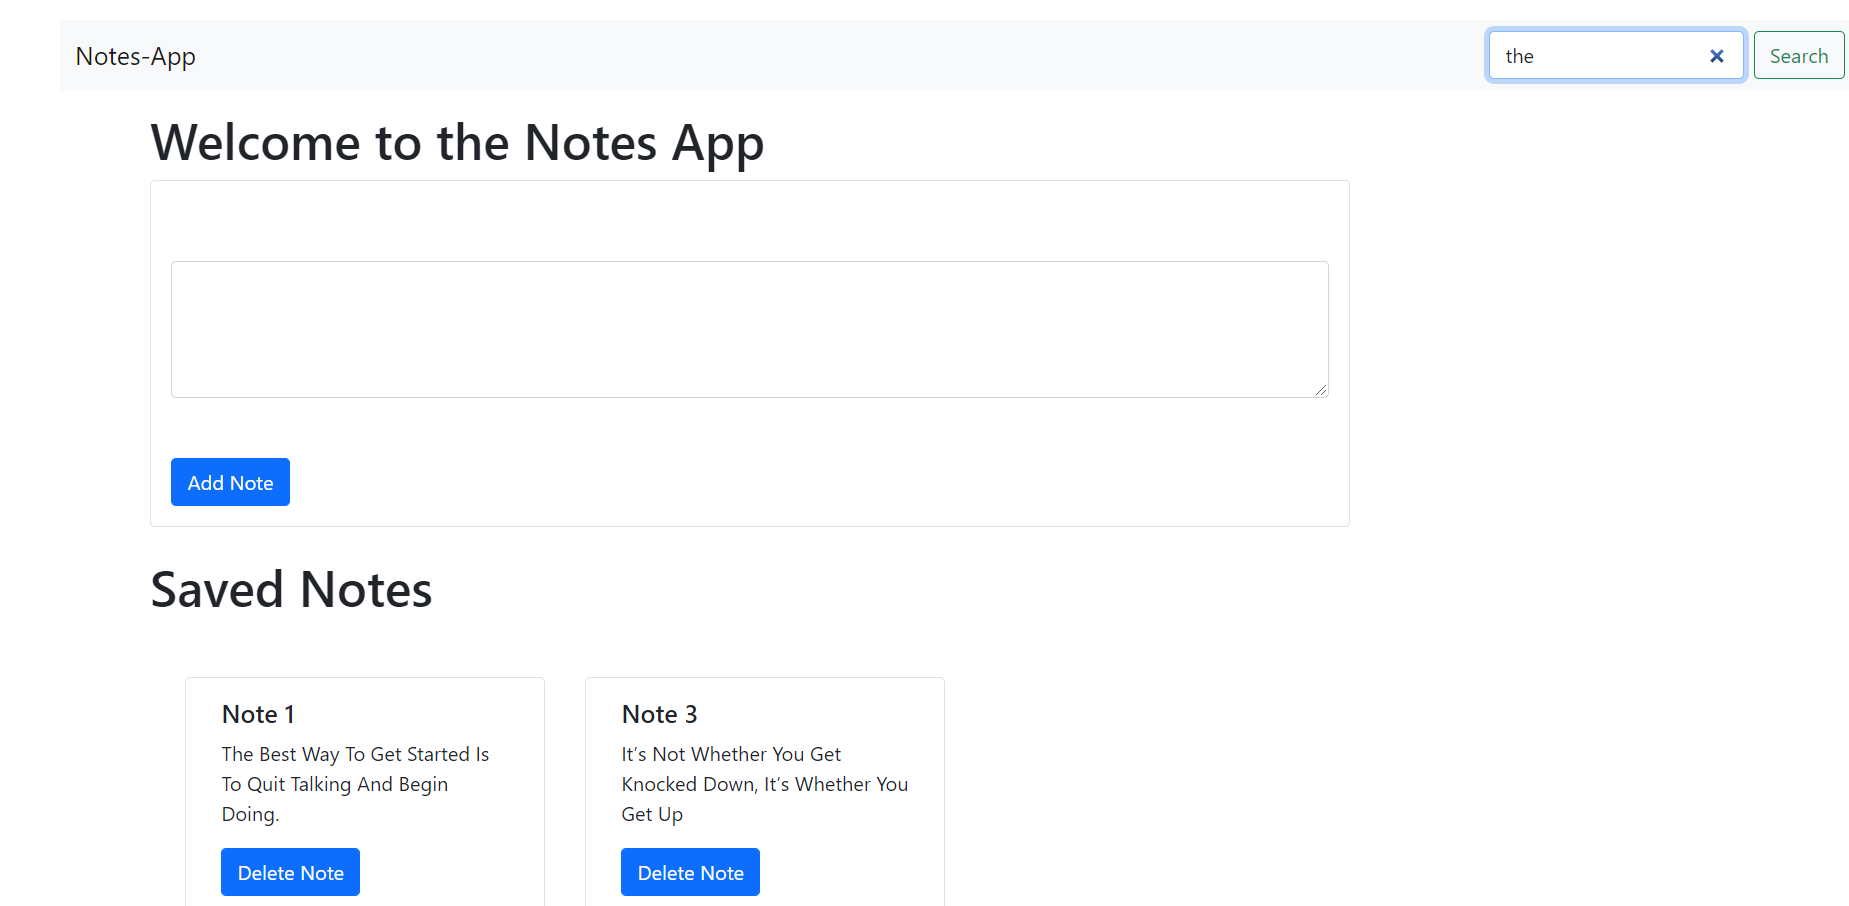 Notes-App
the
Search
Welcome to the Notes App
Add Note
Saved Notes
Note 1
The Best Way To Get Started Is
To Quit Talking And Begin
Doing.
Delete Note
Note 3
It’s Not Whether You Get
Knocked Down, It’s Whether You
Get Up
Delete Note